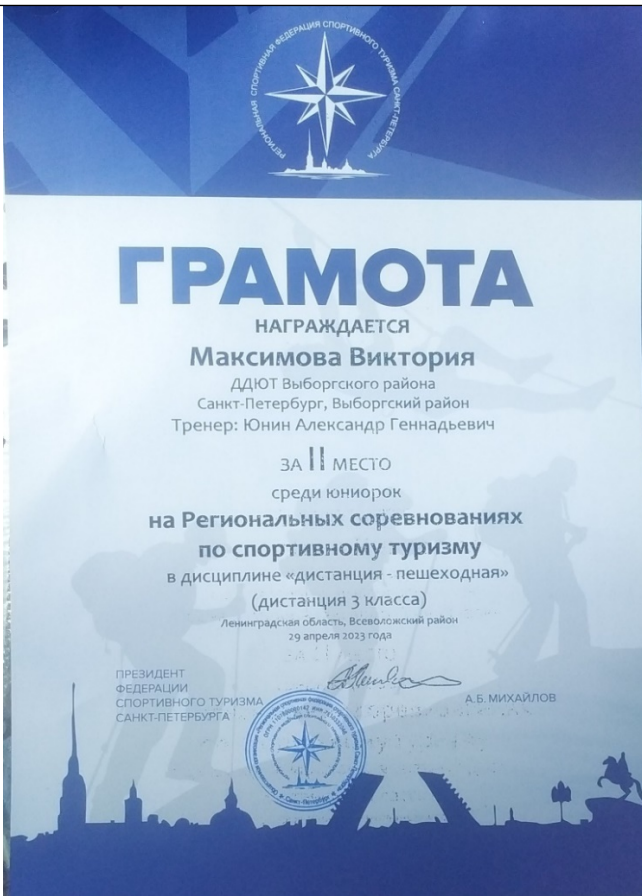 РЕГИОНАЛЬНАЯ СПОРТИВНАЯ ФЕДЕРАЦИЯ СПОРТИВНОГО ТУРИЗМА САНКТ-ПЕТЕРБУРГА
ГРАМОТА
НАГРАЖДАЕТСЯ
Максимова Виктория
ДДЮТ Выборгского района
Санкт-Петербург, Выборгский район
Тренер: Юнин Александр Геннадьевич
ЗА II МЕСТО
среди юниорок
на Региональных соревнованиях
по спортивному туризму
в дисциплине «дистанция - пешеходная»
(дистанция 3 класса)
Ленинградская область, Всеволожский район
29 апреля 2023 года
ПРЕЗИДЕНТ
ФЕДЕРАЦИИ
СПОРТИВНОГО ТУРИЗМА
САНКТ-ПЕТЕРБУРГА
А.Б. МИХАЙЛОВ